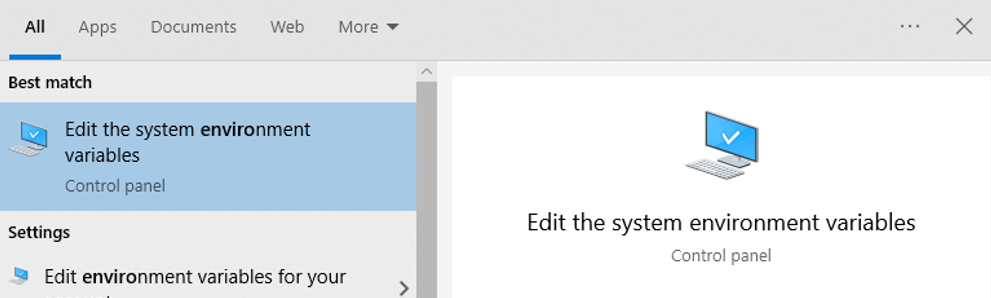 All Apps Documents Web More
Best match
Edit the system environment
variables
Control panel
Settings
Edit environment variables for your
Edit the system environment variables
Control panel